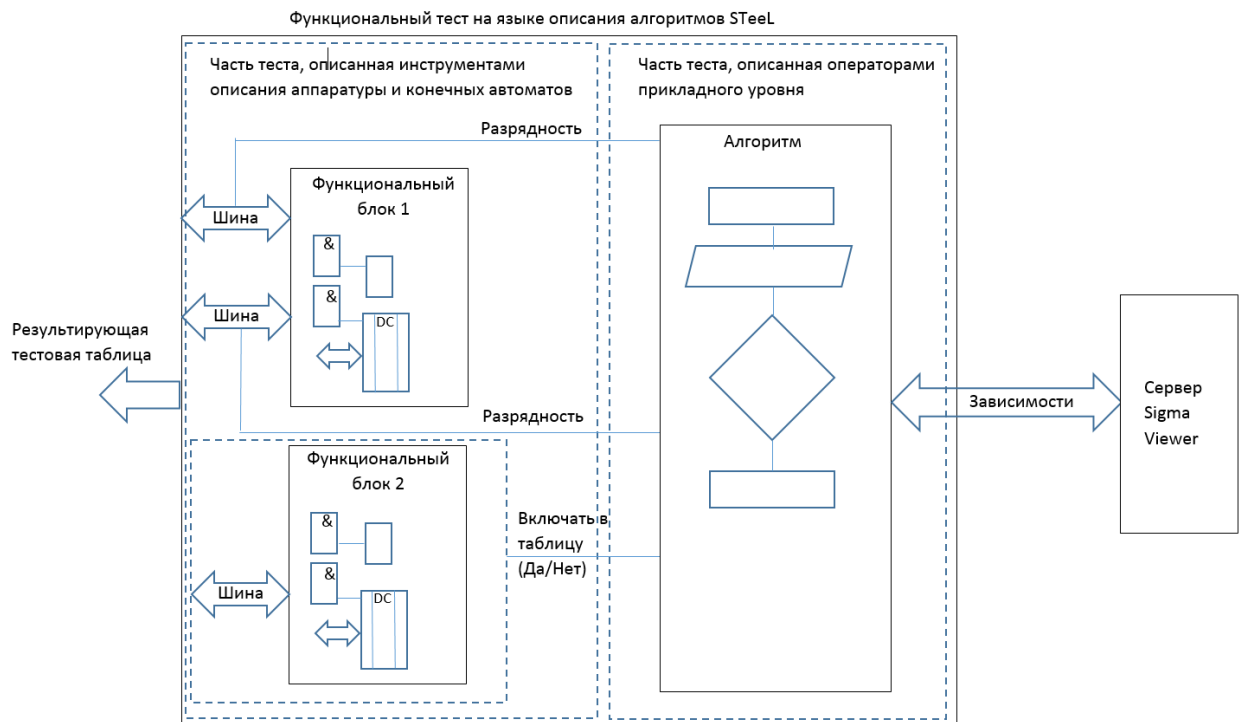 Функциональный тест на языке описания алгоритмов STeeL
Часть теста, описанная инструментами
описания аппаратуры и конечных автоматов
Часть теста, описанная операторами
прикладного уровня
Разрядность
Алгоритм
Функциональный
блок 1
Шина
&
&
Шина
DC
Результирующая
тестовая таблица
Разрядность
Зависимости
Сервер
Sigma
Viewer
Функциональный
блок 2
Включать в
таблицу
(Да/Нет)
&
&
Шина
DC